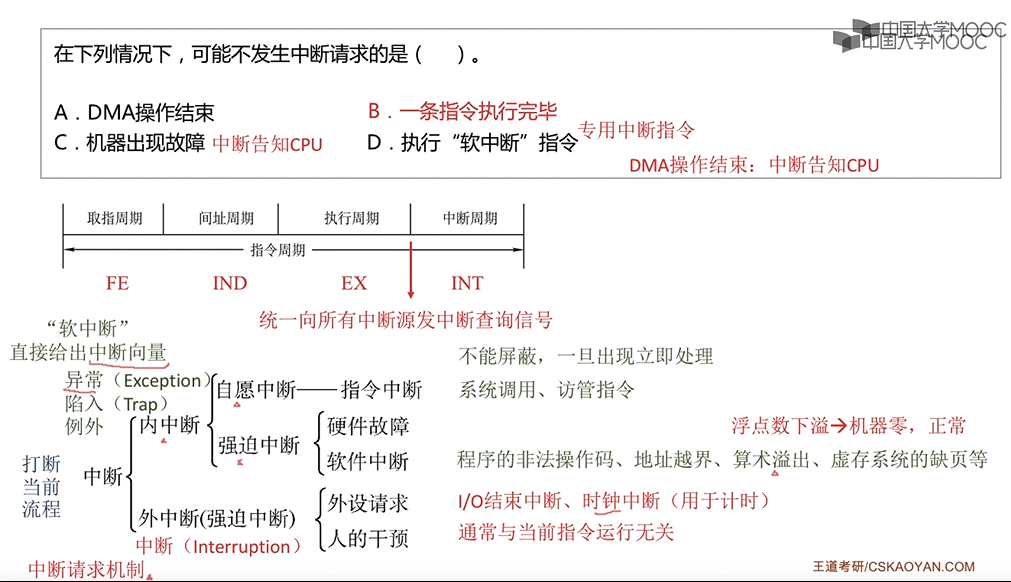 中国大学MOOC
中国大学MOOC
在下列情况下，可能不发生中断请求的是（　　）。
A．DMA操作结束
B．一条指令执行完毕
C．机器出现故障 中断告知CPU
D．执行“软中断”指令 专用中断指令
DMA操作结束：中断告知CPU
取指周期 间址周期 执行周期 中断周期
指令周期
FE IND EX INT
统一向所有中断源发中断查询信号
“软中断”
直接给出中断向量
不能屏蔽，一旦出现立即处理
异常（Exception）
自愿中断——指令中断 系统调用、访管指令
陷入（Trap）
例外
内中断
硬件故障
浮点数下溢→机器零，正常
强迫中断
软件中断 程序的非法操作码、地址越界、算术溢出、虚存系统的缺页等
打断
当前
流程
中断
外设请求 I/O结束中断、时钟中断（用于计时）
外中断(强迫中断)
人的干预 通常与当前指令运行无关
中断（Interruption）
中断请求机制
王道考研/CSKAOYAN.COM